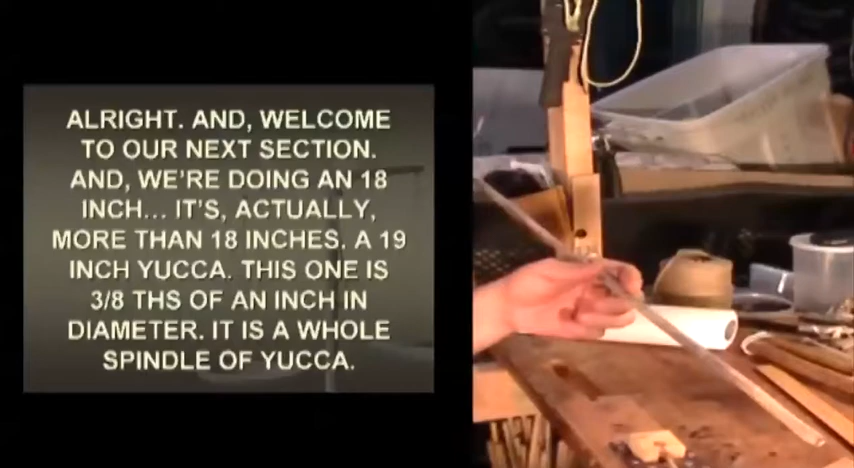 ALRIGHT. AND, WELCOME
TO OUR NEXT SECTION.
AND, WE'RE DOING AN 18
INCH... IT'S, ACTUALLY,
MORE THAN 18 INCHES. A 19
INCH YUCCA. THIS ONE IS
3/8 THS OF AN INCH IN
DIAMETER. IT IS A WHOLE
SPINDLE OF YUCCA.